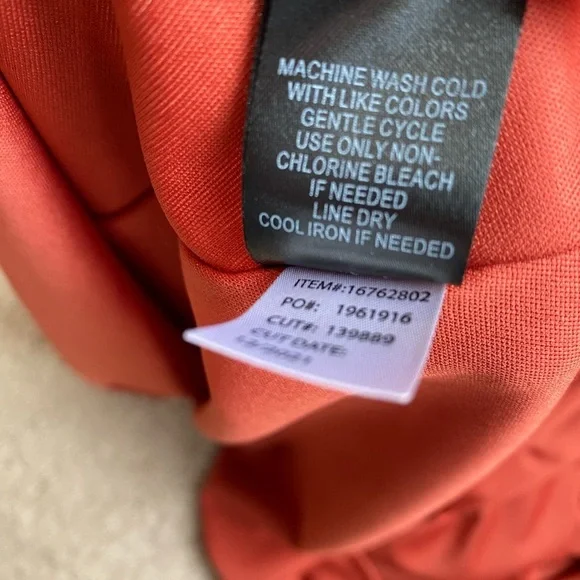 MACHINE WASH COLD
WITH LIKE COLORS
GENTLE CYCLE
USE ONLY NON-
CHLORINE BLEACH
IF NEEDED
LINE DRY
COOL IRON IF NEEDED
ITEM#:16762802
PO#: 1961916
CUT#: 139889
CUT DATE: